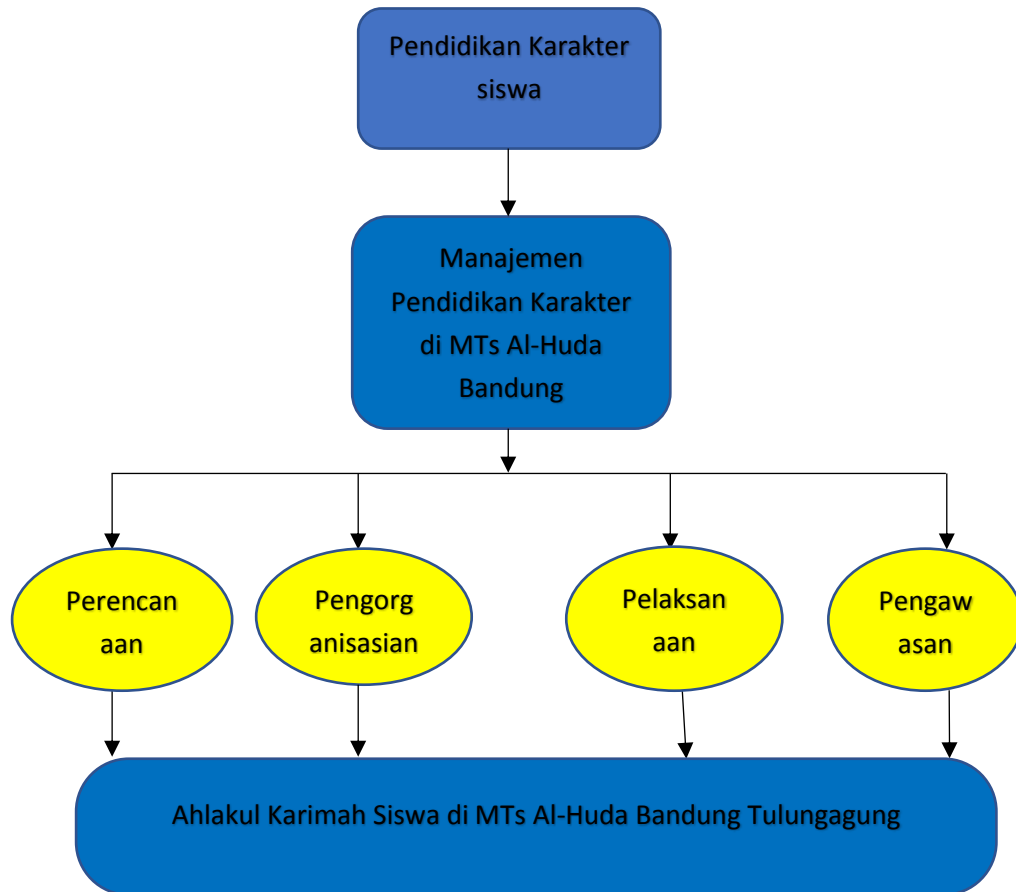 Pendidikan Karakter
siswa
Manajemen
Pendidikan Karakter
di MTs Al-Huda
Bandung
Perencan
aan
Pengorg
anisasian
Pelaksan
aan
Pengaw
asan
Ahlakul Karimah Siswa di MTs Al-Huda Bandung Tulungagung